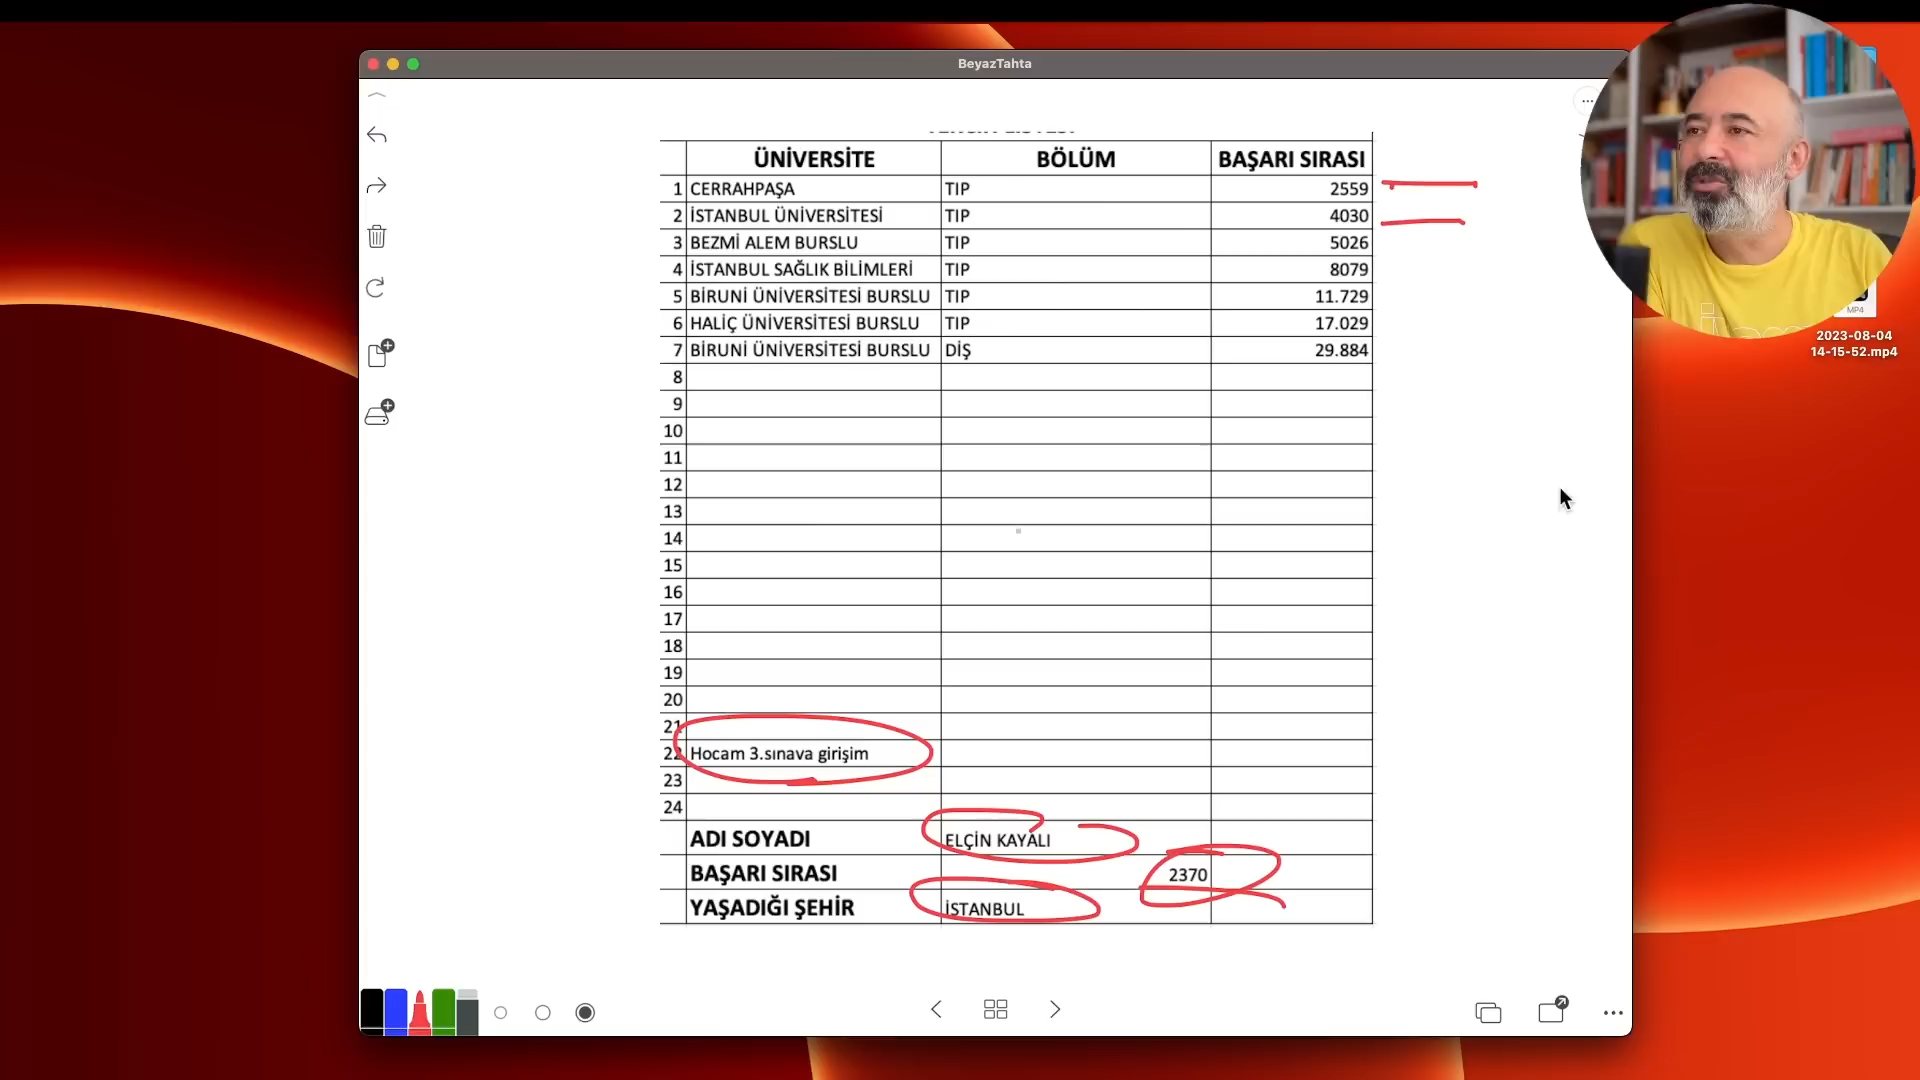 BeyazTahta
TERCİH LİSTESİ
ÜNİVERSİTE BÖLÜM BAŞARI SIRASI
1 CERRAHPAŞA TIP 2559
2 İSTANBUL ÜNİVERSİTESİ TIP 4030
3 BEZMİ ALEM BURSLU TIP 5026
4 İSTANBUL SAĞLIK BİLİMLERİ TIP 8079
5 BİRUNİ ÜNİVERSİTESİ BURSLU TIP 11.729
6 HALİÇ ÜNİVERSİTESİ BURSLU TIP 17.029
7 BİRUNİ ÜNİVERSİTESİ BURSLU DİŞ 29.884
8
9
10
11
12
13
14
15
16
17
18
19
20
21
22 Hocam 3.sınava girişim
23
24
ADI SOYADI ELÇİN KAYALI
BAŞARI SIRASI 2370
YAŞADIĞI ŞEHİR İSTANBUL
MP4
2023-08-04
14-15-52.mp4